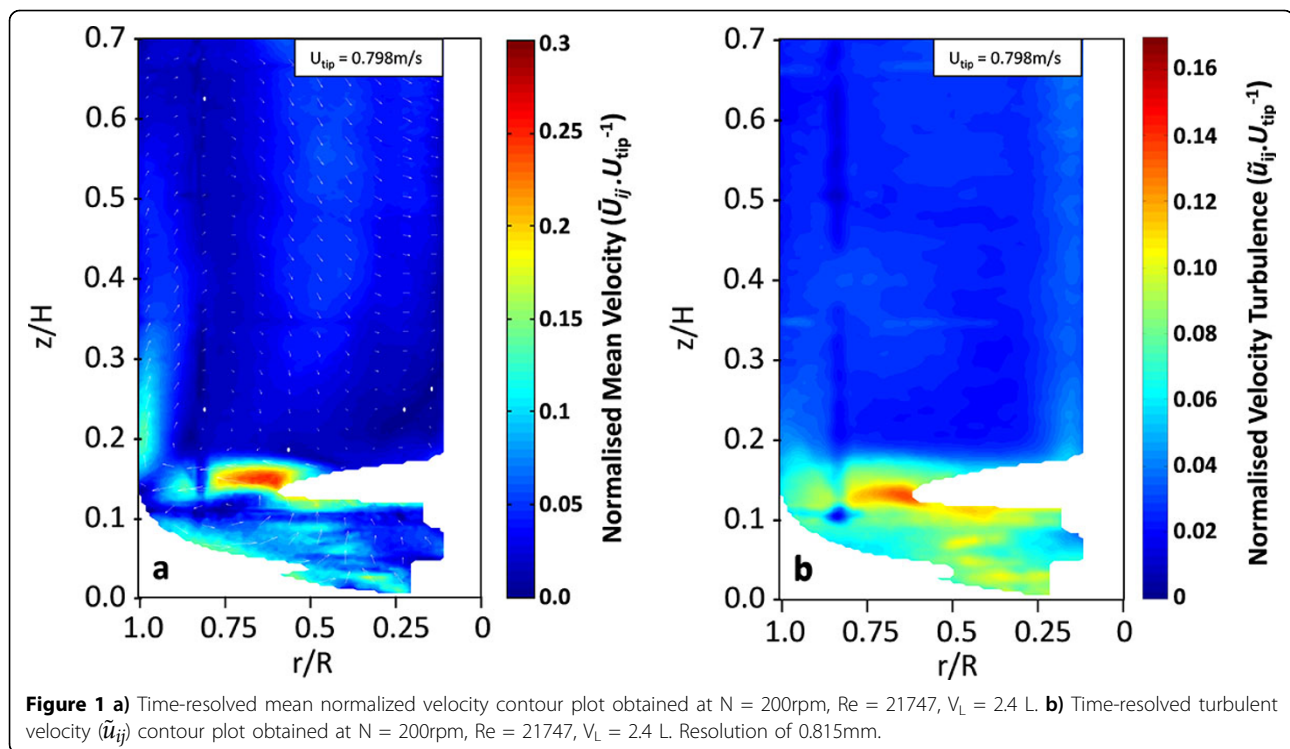 0.7
0.6
0.5
0.4
0.3
0.2
0.1
0.0
z/H
1.0 0.75 0.5 0.25 0
r/R
U_tip = 0.798m/s
a
0.3
0.25
0.2
0.15
0.1
0.05
0.0
Normalised Mean Velocity (Ū_ij . U_tip^-1)
0.7
0.6
0.5
0.4
0.3
0.2
0.1
0.0
z/H
1.0 0.75 0.5 0.25 0
r/R
U_tip = 0.798m/s
b
0.16
0.14
0.12
0.10
0.08
0.06
0.04
0.02
0
Normalised Velocity Turbulence (ũ_ij.U_tip^-1)
Figure 1 a) Time-resolved mean normalized velocity contour plot obtained at N = 200rpm, Re = 21747, V_L = 2.4 L. b) Time-resolved turbulent
velocity (ũ_ij) contour plot obtained at N = 200rpm, Re = 21747, V_L = 2.4 L. Resolution of 0.815mm.